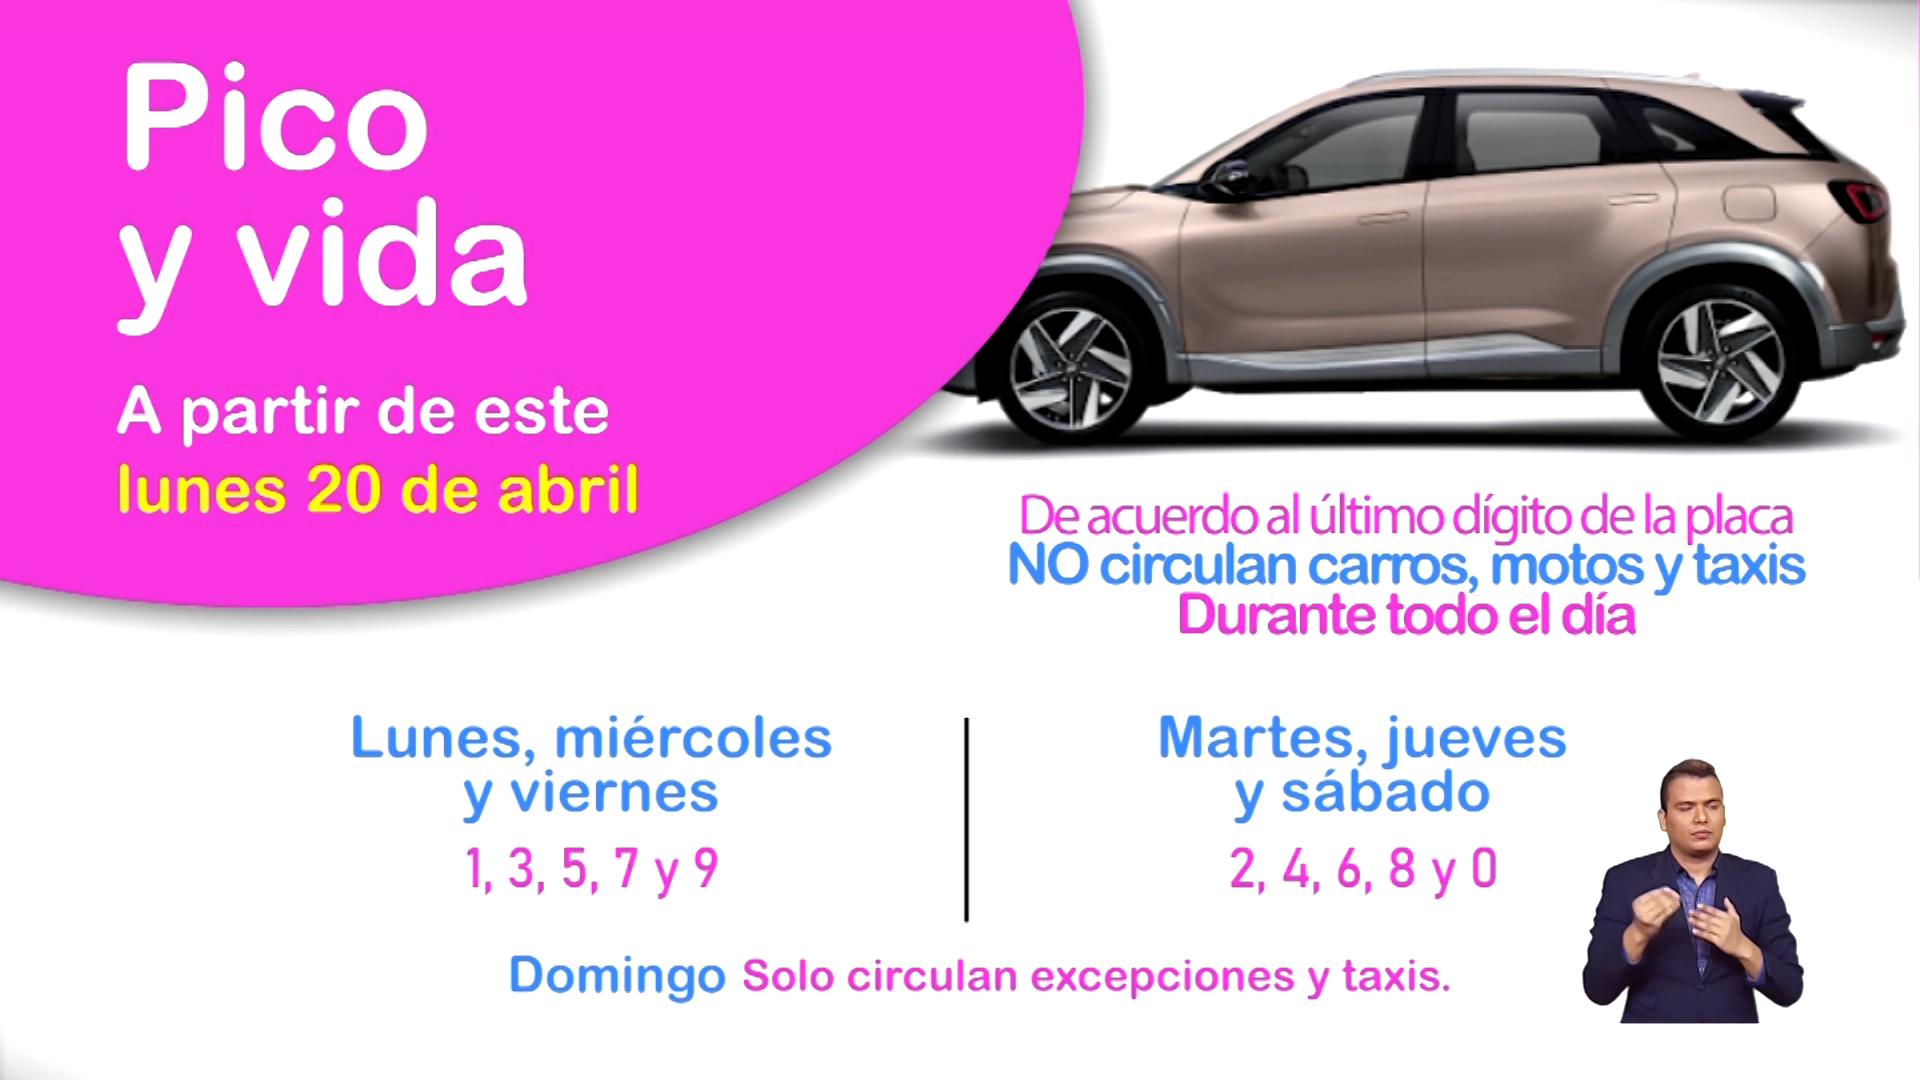 Pico
y vida
A partir de este
lunes 20 de abril
De acuerdo al último dígito de la placa
NO circulan carros, motos y taxis
Durante todo el día
Lunes, miércoles
y viernes
1, 3, 5, 7 y 9
Martes, jueves
y sábado
2, 4, 6, 8 y 0
Domingo Solo circulan excepciones y taxis.